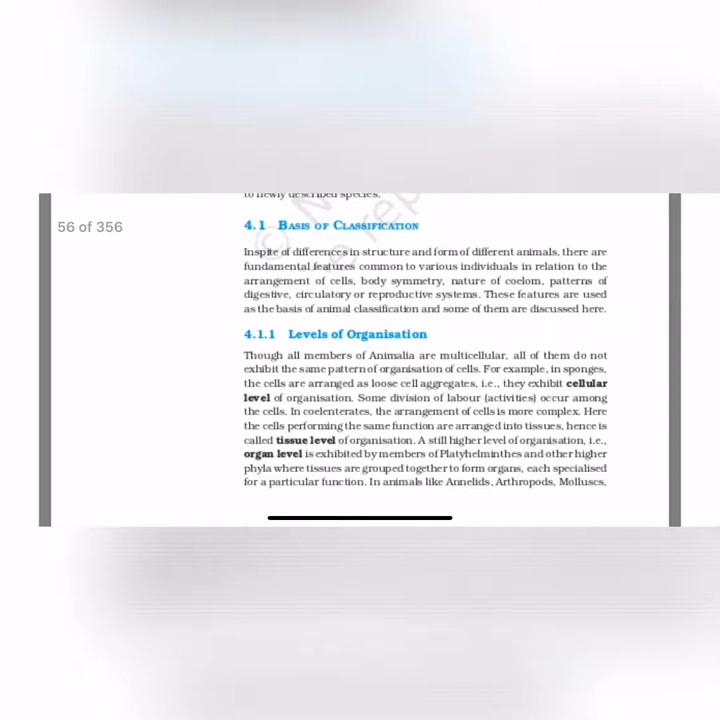 to newly described species.
56 of 356
4.1 BASIS OF CLASSIFICATION
Inspite of differences in structure and form of different animals, there are
fundamental features common to various individuals in relation to the
arrangement of cells, body symmetry, nature of coelom, patterns of
digestive, circulatory or reproductive systems. These features are used
as the basis of animal classification and some of them are discussed here.
4.1.1 Levels of Organisation
Though all members of Animalia are multicellular, all of them do not
exhibit the same pattern of organisation of cells. For example, in sponges,
the cells are arranged as loose cell aggregates, i.e., they exhibit cellular
level of organisation. Some division of labour (activities) occur among
the cells. In coelenterates, the arrangement of cells is more complex. Here
the cells performing the same function are arranged into tissues, hence is
called tissue level of organisation. A still higher level of organisation, i.e.,
organ level is exhibited by members of Platyhelminthes and other higher
phyla where tissues are grouped together to form organs, each specialised
for a particular function. In animals like Annelids, Arthropods, Molluscs,